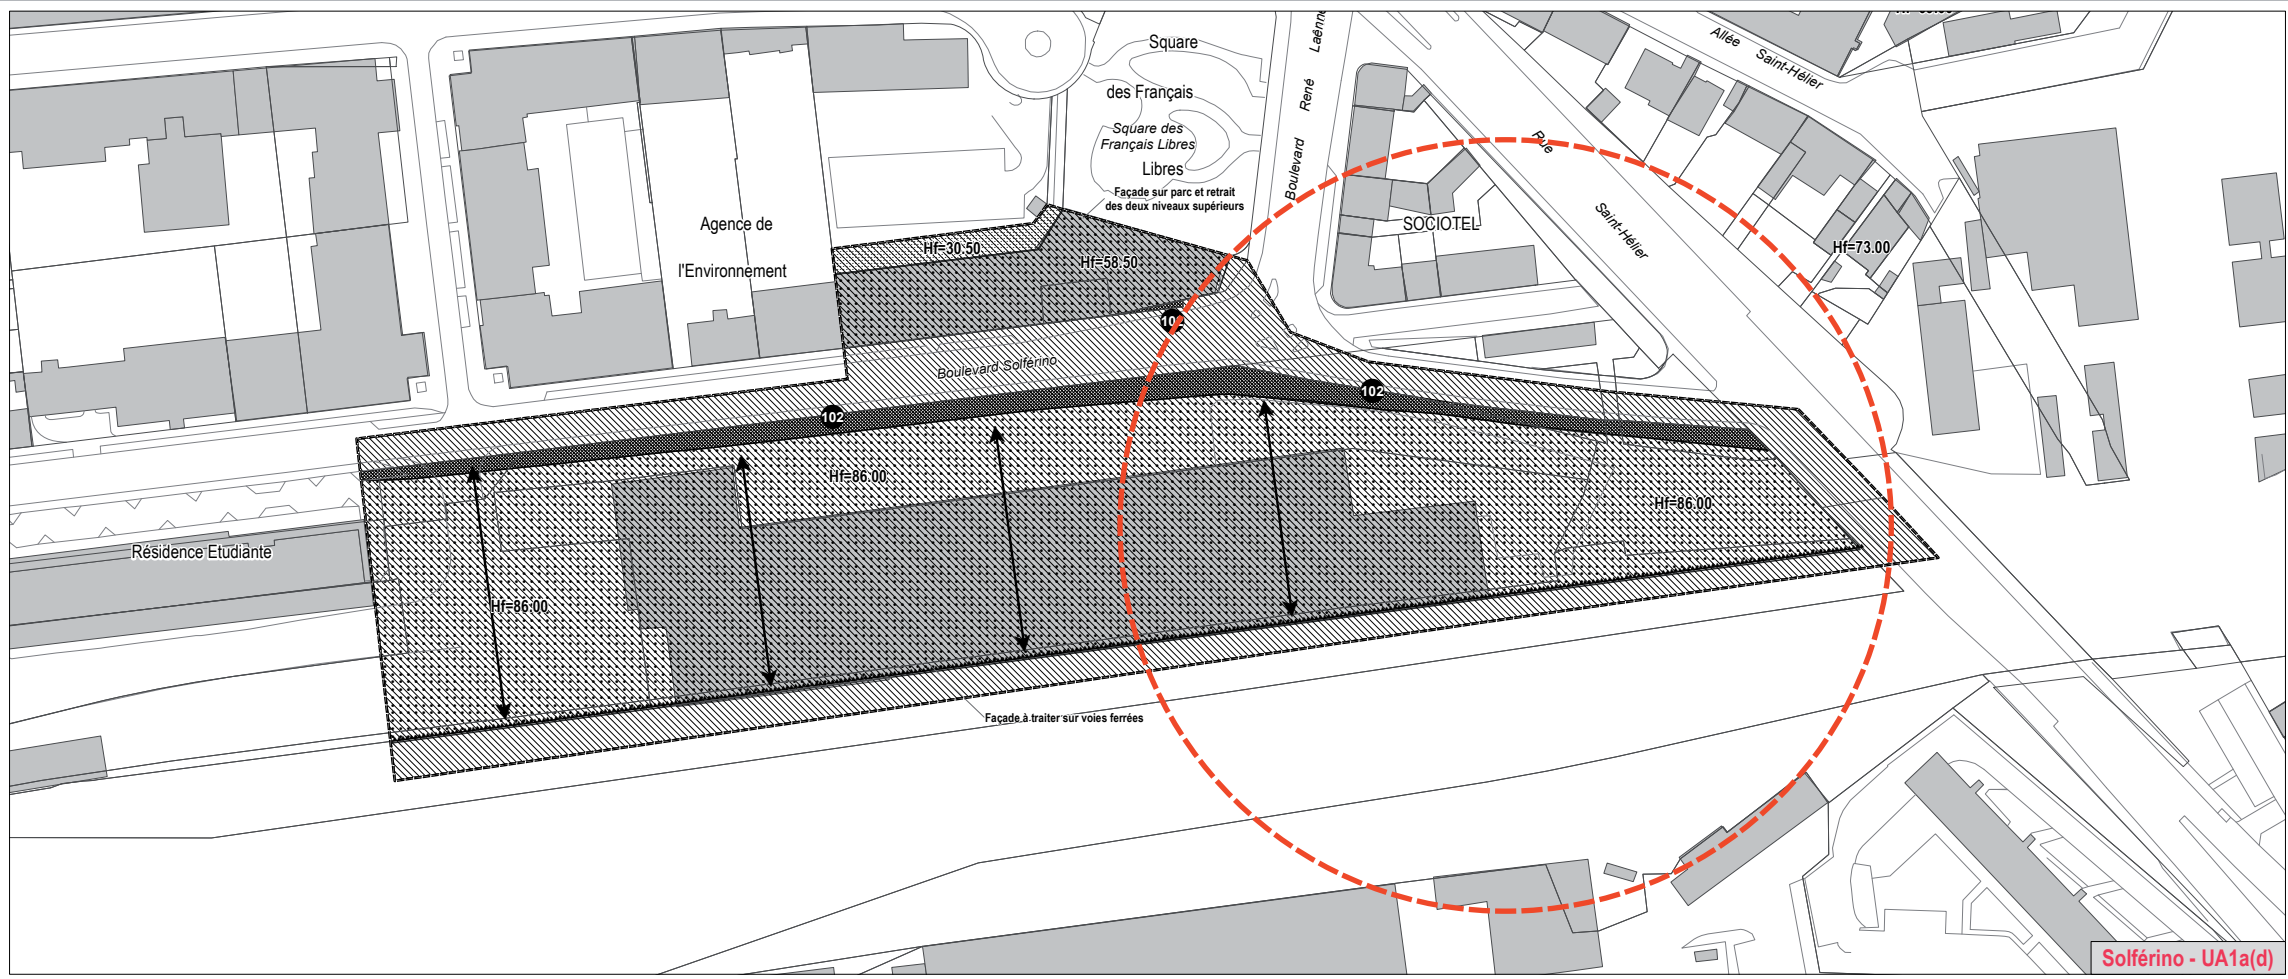 Allée
Saint-Hélier
Square
des Français
Square des
Français Libres
Libres
Façade sur parc et retrait
des deux niveaux supérieurs
Boulevard
René
Rue
Saint-Hélier
SOCIOTEL
Hf=73.00
Agence de
l'Environnement
Hf=30.50
Hf=58.50
Boulevard Solférino
102
102
Hf=86.00
Hf=86.00
Résidence Etudiante
Hf=86.00
Façade à traiter sur voies ferrées
Solférino - UA1a(d)